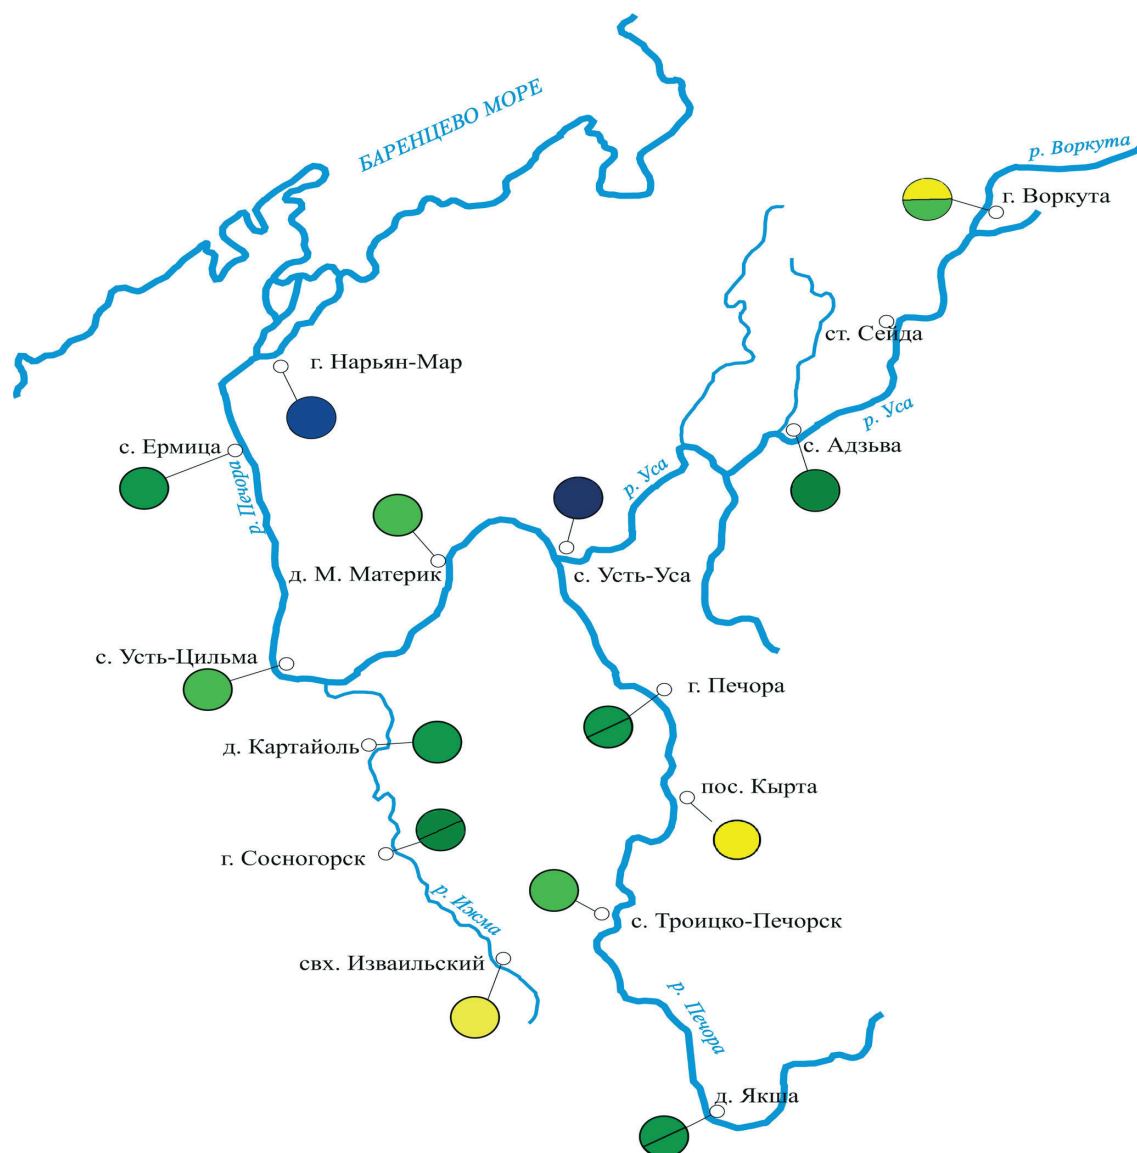 БАРЕНЦЕВО МОРЕ
р. Воркута
г. Воркута
ст. Сейда
г. Нарьян-Мар
р. Уса
с. Ермица
с. Адзьва
р. Печора
р. Уса
д. М. Материк
с. Усть-Уса
с. Усть-Цильма
г. Печора
д. Картайоль
пос. Кырта
г. Сосногорск
р. Ижма
с. Троицко-Печорск
свх. Изваильский
р. Печора
д. Якша